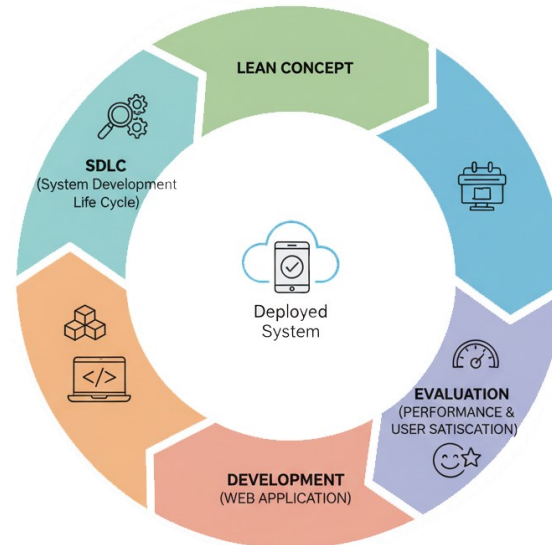 LEAN CONCEPT
SDLC
(System Development
Life Cycle)
Deployed
System
</>
EVALUATION
(PERFORMANCE &
USER SATISCATION)
DEVELOPMENT
(WEB APPLICATION)